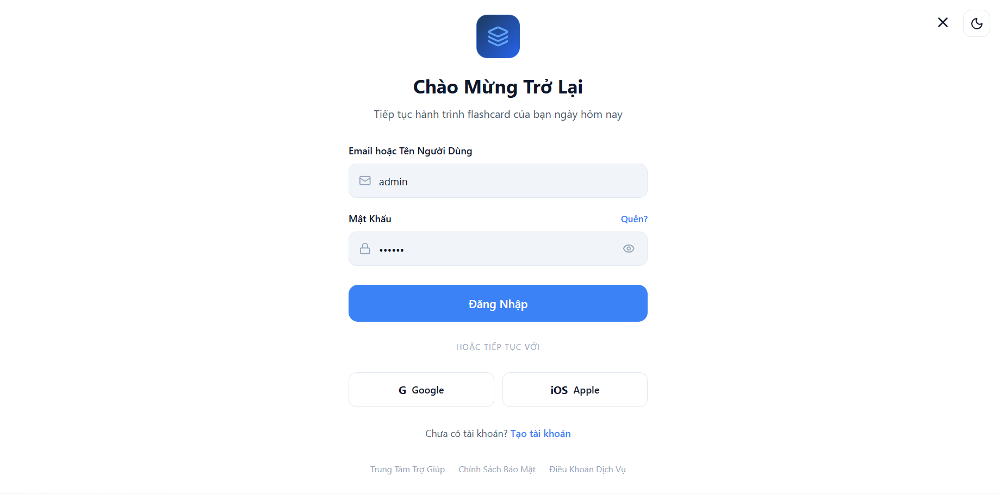 Chào Mừng Trở Lại
Tiếp tục hành trình flashcard của bạn ngày hôm nay
Email hoặc Tên Người Dùng
admin
Mật Khẩu Quên?
••••••
Đăng Nhập
HOẶC TIẾP TỤC VỚI
G Google iOS Apple
Chưa có tài khoản? Tạo tài khoản
Trung Tâm Trợ Giúp Chính Sách Bảo Mật Điều Khoản Dịch Vụ